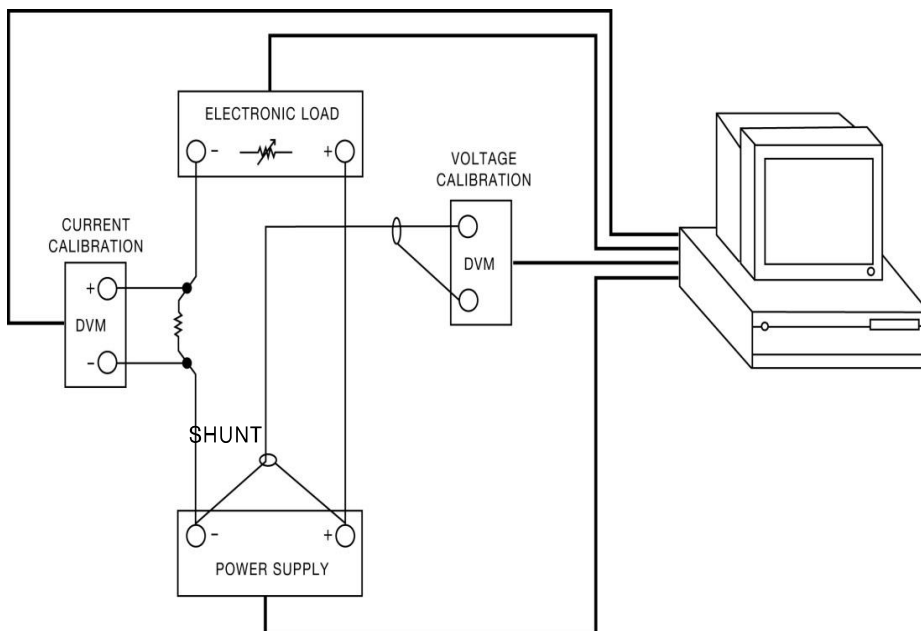 ELECTRONIC LOAD
- +
VOLTAGE
CALIBRATION
CURRENT
CALIBRATION
+
DVM
-
DVM
SHUNT
- +
POWER SUPPLY